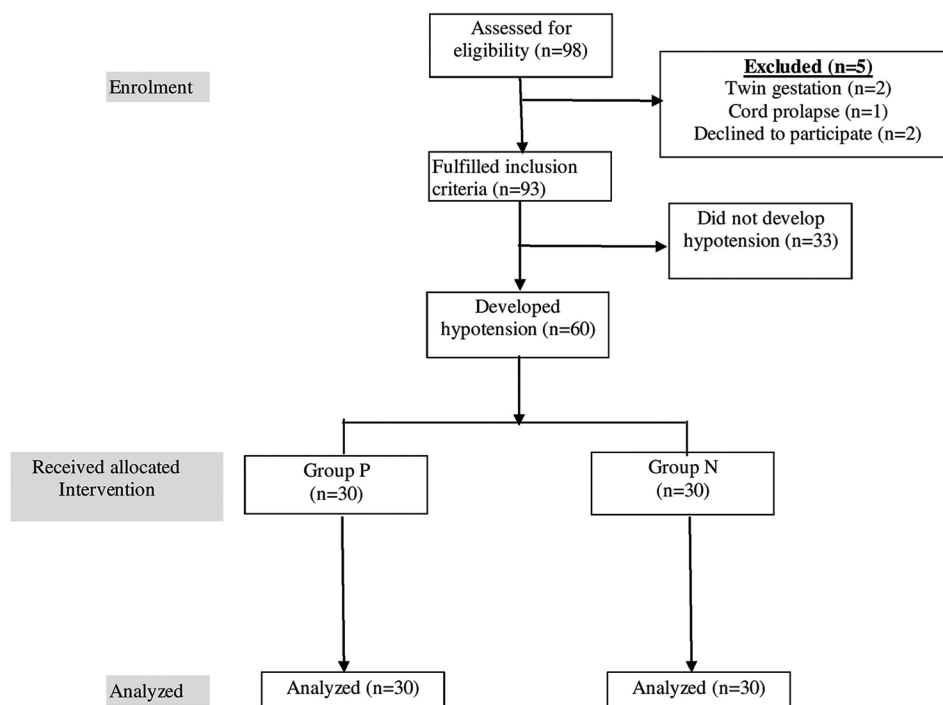 Assessed for
eligibility (n=98)
Enrolment
Excluded (n=5)
Twin gestation (n=2)
Cord prolapse (n=1)
Declined to participate (n=2)
Fulfilled inclusion
criteria (n=93)
Did not develop
hypotension (n=33)
Developed
hypotension (n=60)
Received allocated
Intervention
Group P
(n=30)
Group N
(n=30)
Analyzed
Analyzed (n=30)
Analyzed (n=30)